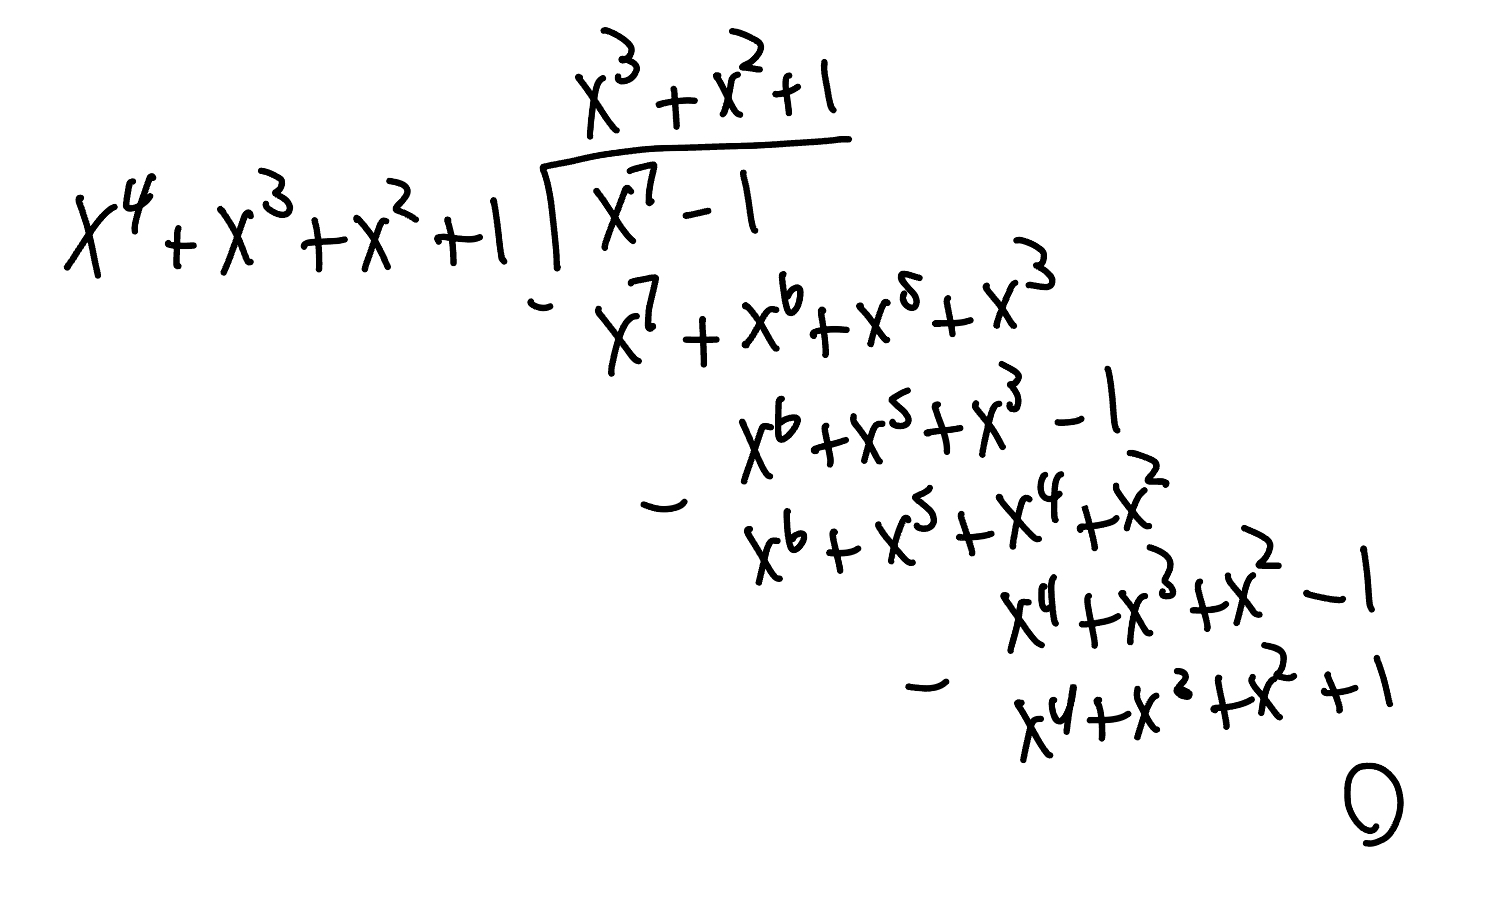 x³ + x² + 1
x⁴ + x³ + x² + 1 x⁷ - 1
- x⁷ + x⁶ + x⁵ + x³
x⁶ + x⁵ + x³ - 1
- x⁶ + x⁵ + x⁴ + x²
x⁴ + x³ + x² - 1
- x⁴ + x³ + x² + 1
0